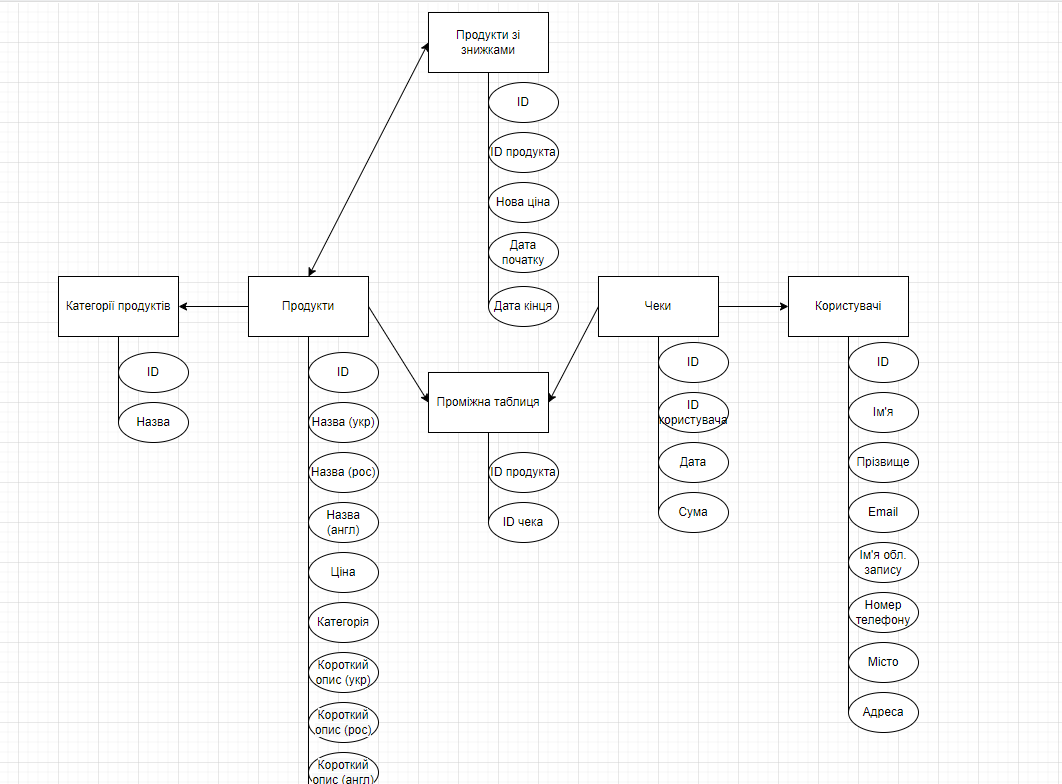 Продукти зі
знижками
ID
ID продукта
Нова ціна
Дата
початку
Дата кінця
Категорії продуктів
ID
Назва
Продукти
ID
Назва (укр)
Назва (рос)
Назва
(англ)
Ціна
Категорія
Короткий
опис (укр)
Короткий
опис (рос)
Короткий
опис (англ)
Проміжна таблиця
ID продукта
ID чека
Чеки
ID
ID
користувача
Дата
Сума
Користувачі
ID
Ім'я
Прізвище
Email
Ім'я обл.
запису
Номер
телефону
Місто
Адреса